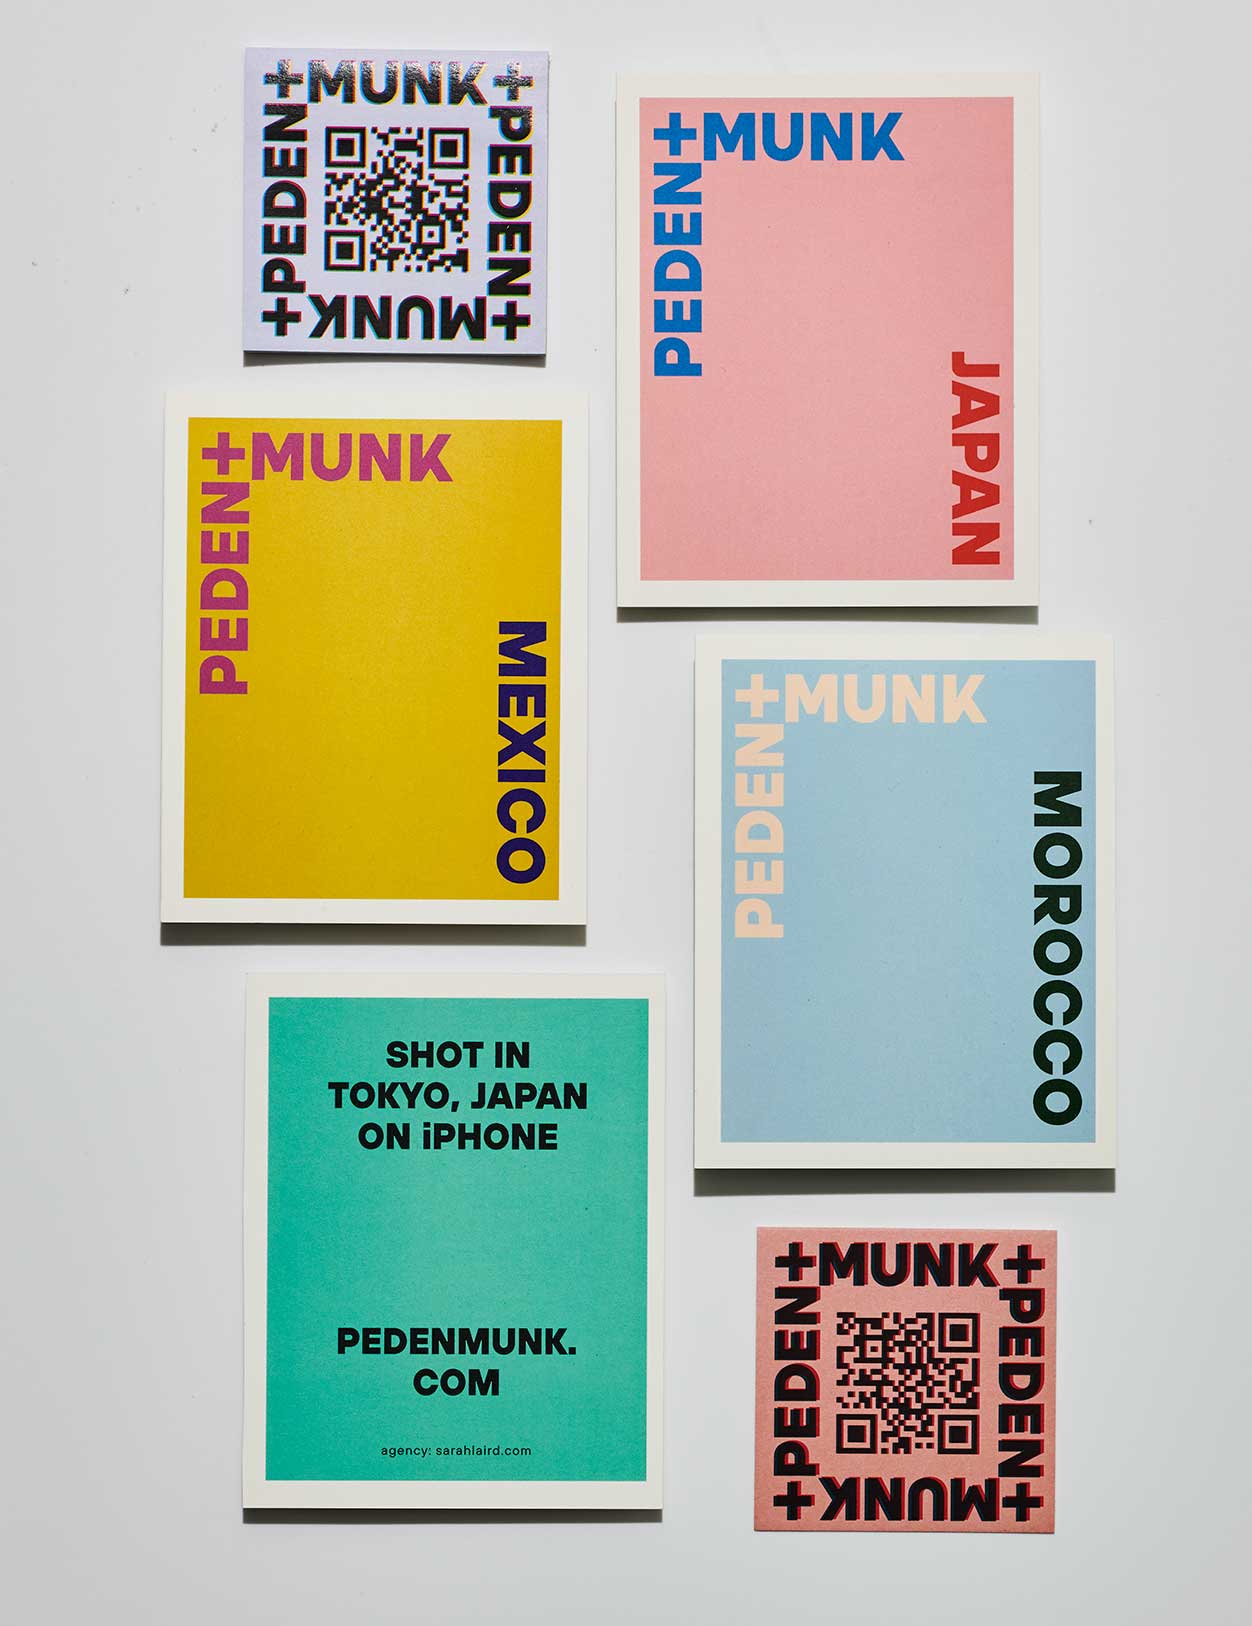 +MUNK+
PEDEN
PEDEN
+MUNK+
PEDEN+MUNK
JAPAN
PEDEN+MUNK
MEXICO
PEDEN+MUNK
MOROCCO
SHOT IN
TOKYO, JAPAN
ON iPHONE
PEDENMUNK.
COM
agency: sarahlaird.com
+MUNK+
PEDEN
PEDEN
+MUNK+